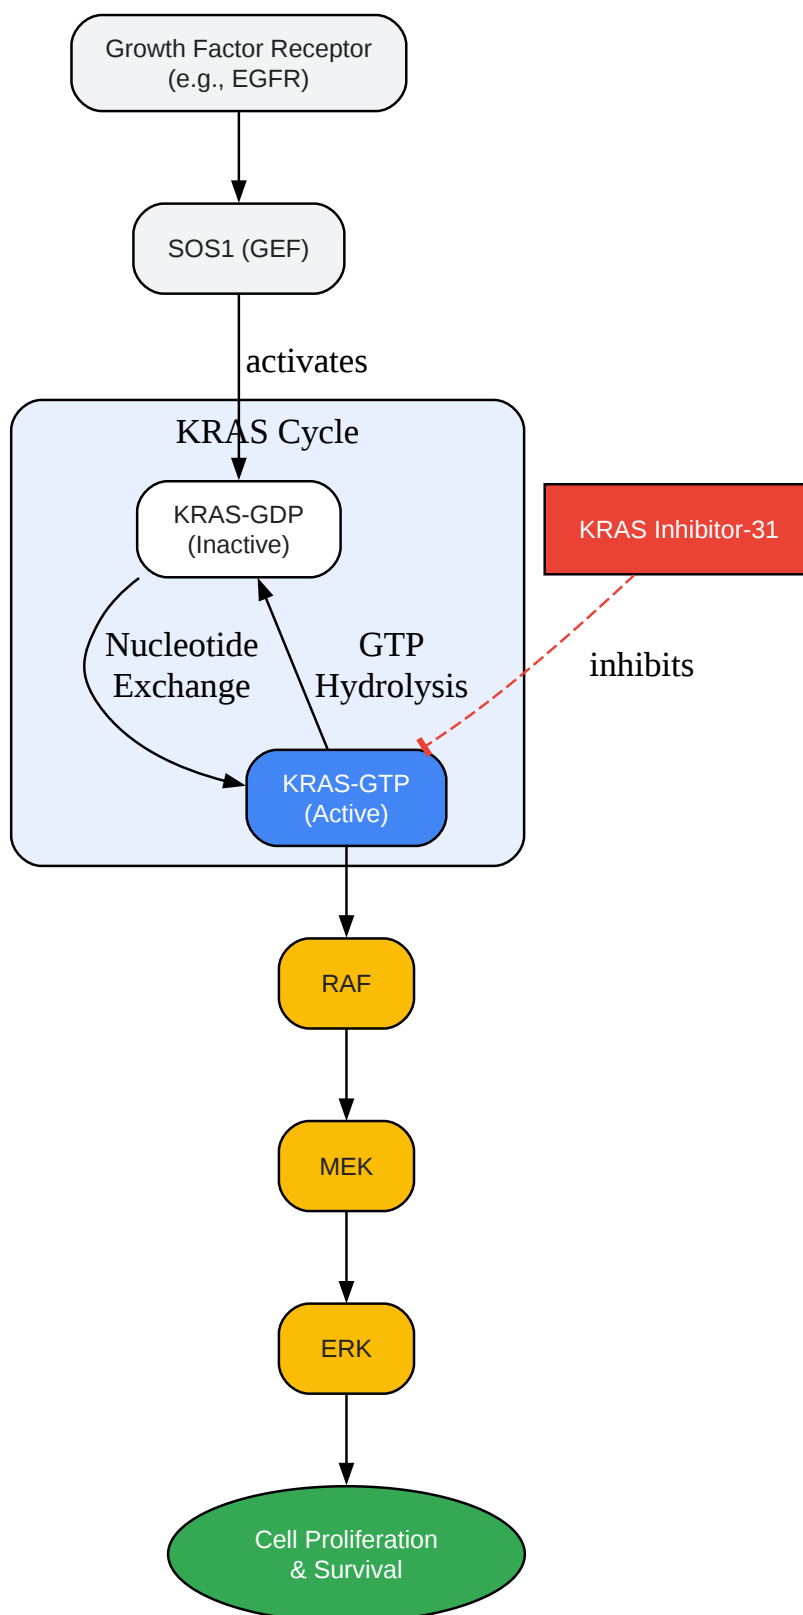 Growth Factor Receptor
(e.g., EGFR)
SOS1 (GEF)
activates
KRAS Cycle
KRAS-GDP
(Inactive)
KRAS Inhibitor-31
Nucleotide
Exchange
GTP
Hydrolysis
inhibits
KRAS-GTP
(Active)
RAF
MEK
ERK
Cell Proliferation
& Survival